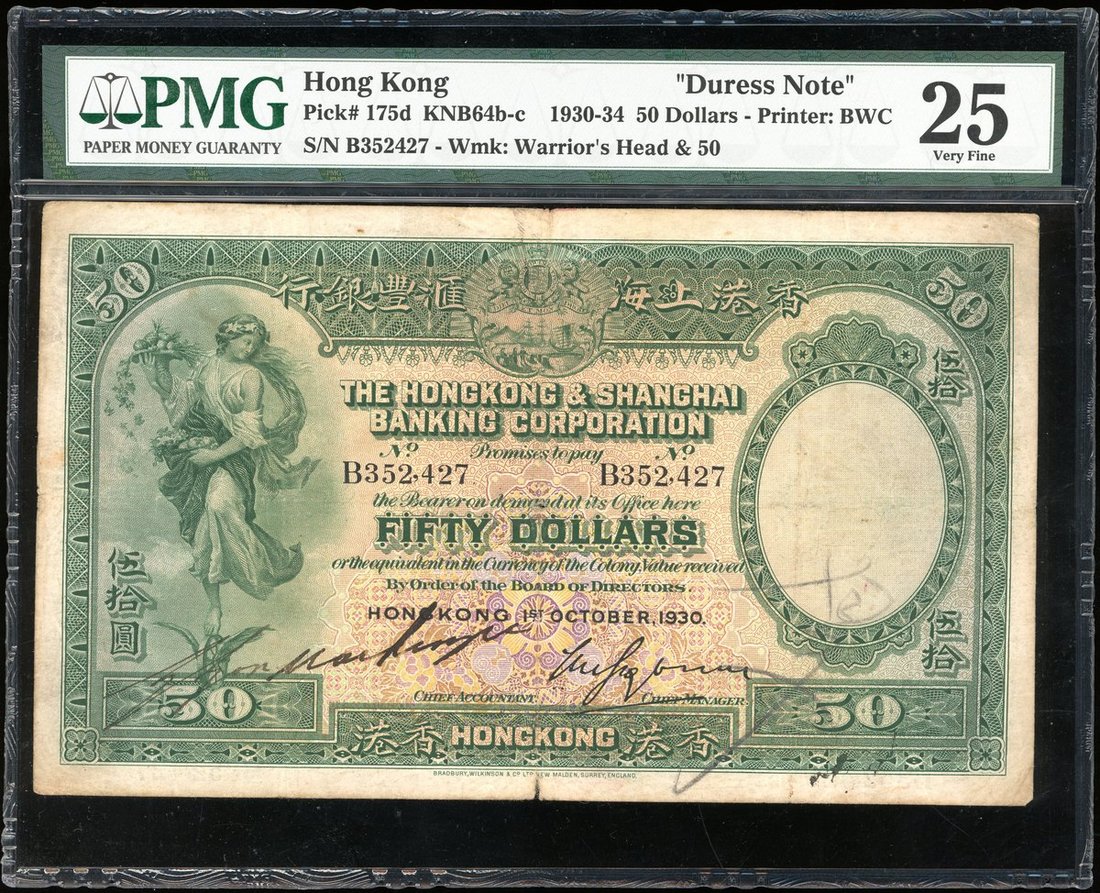 PMG
PAPER MONEY GUARANTY
Hong Kong "Duress Note"
Pick# 175d KNB64b-c 1930-34 50 Dollars - Printer: BWC
S/N B352427 - Wmk: Warrior's Head & 50
25
Very Fine
50 50
行銀豐滙 海上港香
THE HONGKONG & SHANGHAI
BANKING CORPORATION
Nº Promises to pay Nº
B352,427 B352,427
the Bearer on demand at its Office here
FIFTY DOLLARS
or the equivalent in the Currency of the Colony, Value received
By Order of the BOARD OF DIRECTORS.
HONGKONG 1ST OCTOBER, 1930.
伍拾圓
伍拾
伍拾
CHIEF ACCOUNTANT. CHIEF MANAGER.
50 50
港香 HONGKONG 港香
BRADBURY, WILKINSON & Cº LTD NEW MALDEN, SURREY, ENGLAND.